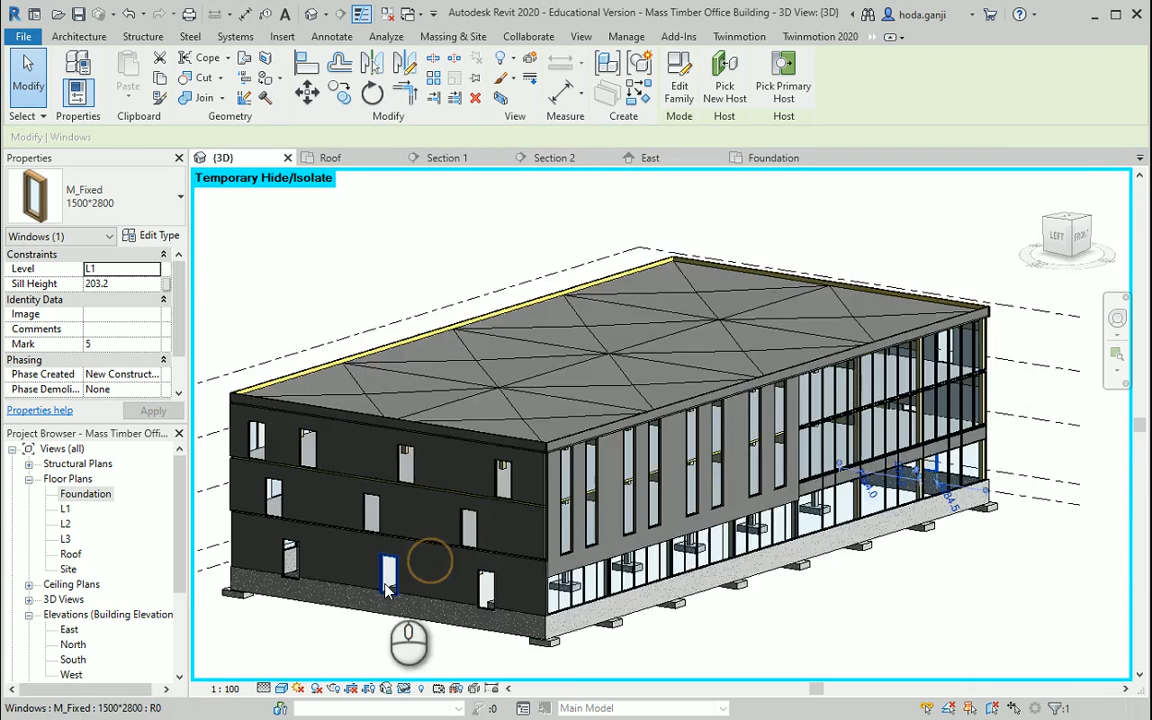 Autodesk Revit 2020 - Educational Version - Mass Timber Office Building - 3D View: {3D}
hoda.ganji
File Architecture Structure Steel Systems Insert Annotate Analyze Massing & Site Collaborate View Manage Add-Ins Twinmotion Twinmotion 2020
Cope
Cut
Join
Modify Paste Edit Family Pick New Host Pick Primary Host
Select Properties Clipboard Geometry Modify View Measure Create Mode Host Host
Modify | Windows
Properties
{3D} Roof Section 1 Section 2 East Foundation
Temporary Hide/Isolate
M_Fixed
1500*2800
Windows (1) Edit Type
Constraints
Level L1
Sill Height 203.2
Identity Data
Image
Comments
Mark 5
Phasing
Phase Created New Construct...
Phase Demoli... None
Properties help Apply
LEFT FRONT
Project Browser - Mass Timber Offi...
Views (all)
Structural Plans
Floor Plans
Foundation
L1
L2
L3
Roof
Site
Ceiling Plans
3D Views
Elevations (Building Elevation
East
North
South
West
1 : 100
Windows : M_Fixed : 1500*2800 : R0
:0
Main Model
:1